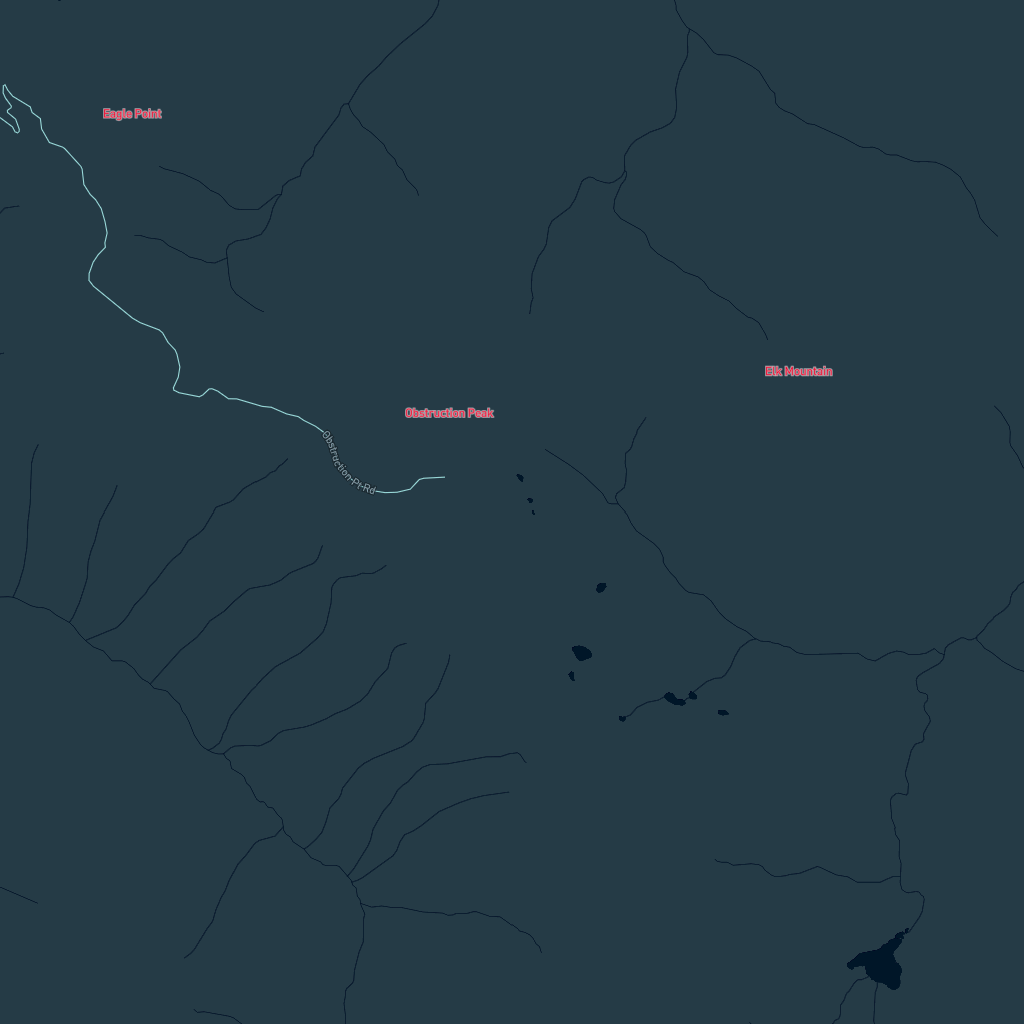 Eagle Point
Elk Mountain
Obstruction Peak
Obstruction Pt Rd